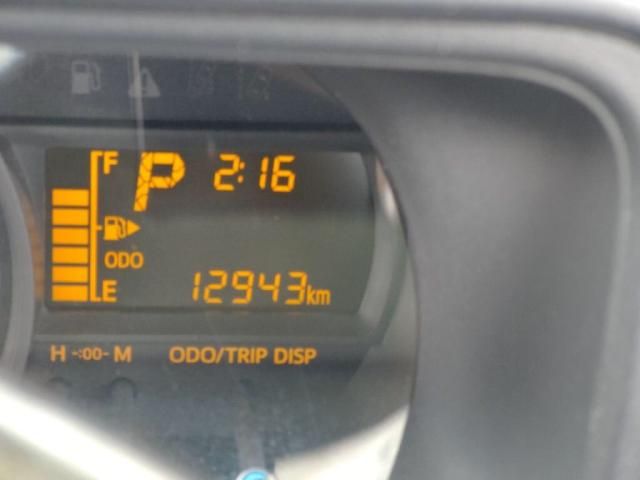 F P 2:16
ODO
E 12943km
H -:00- M ODO/TRIP DISP